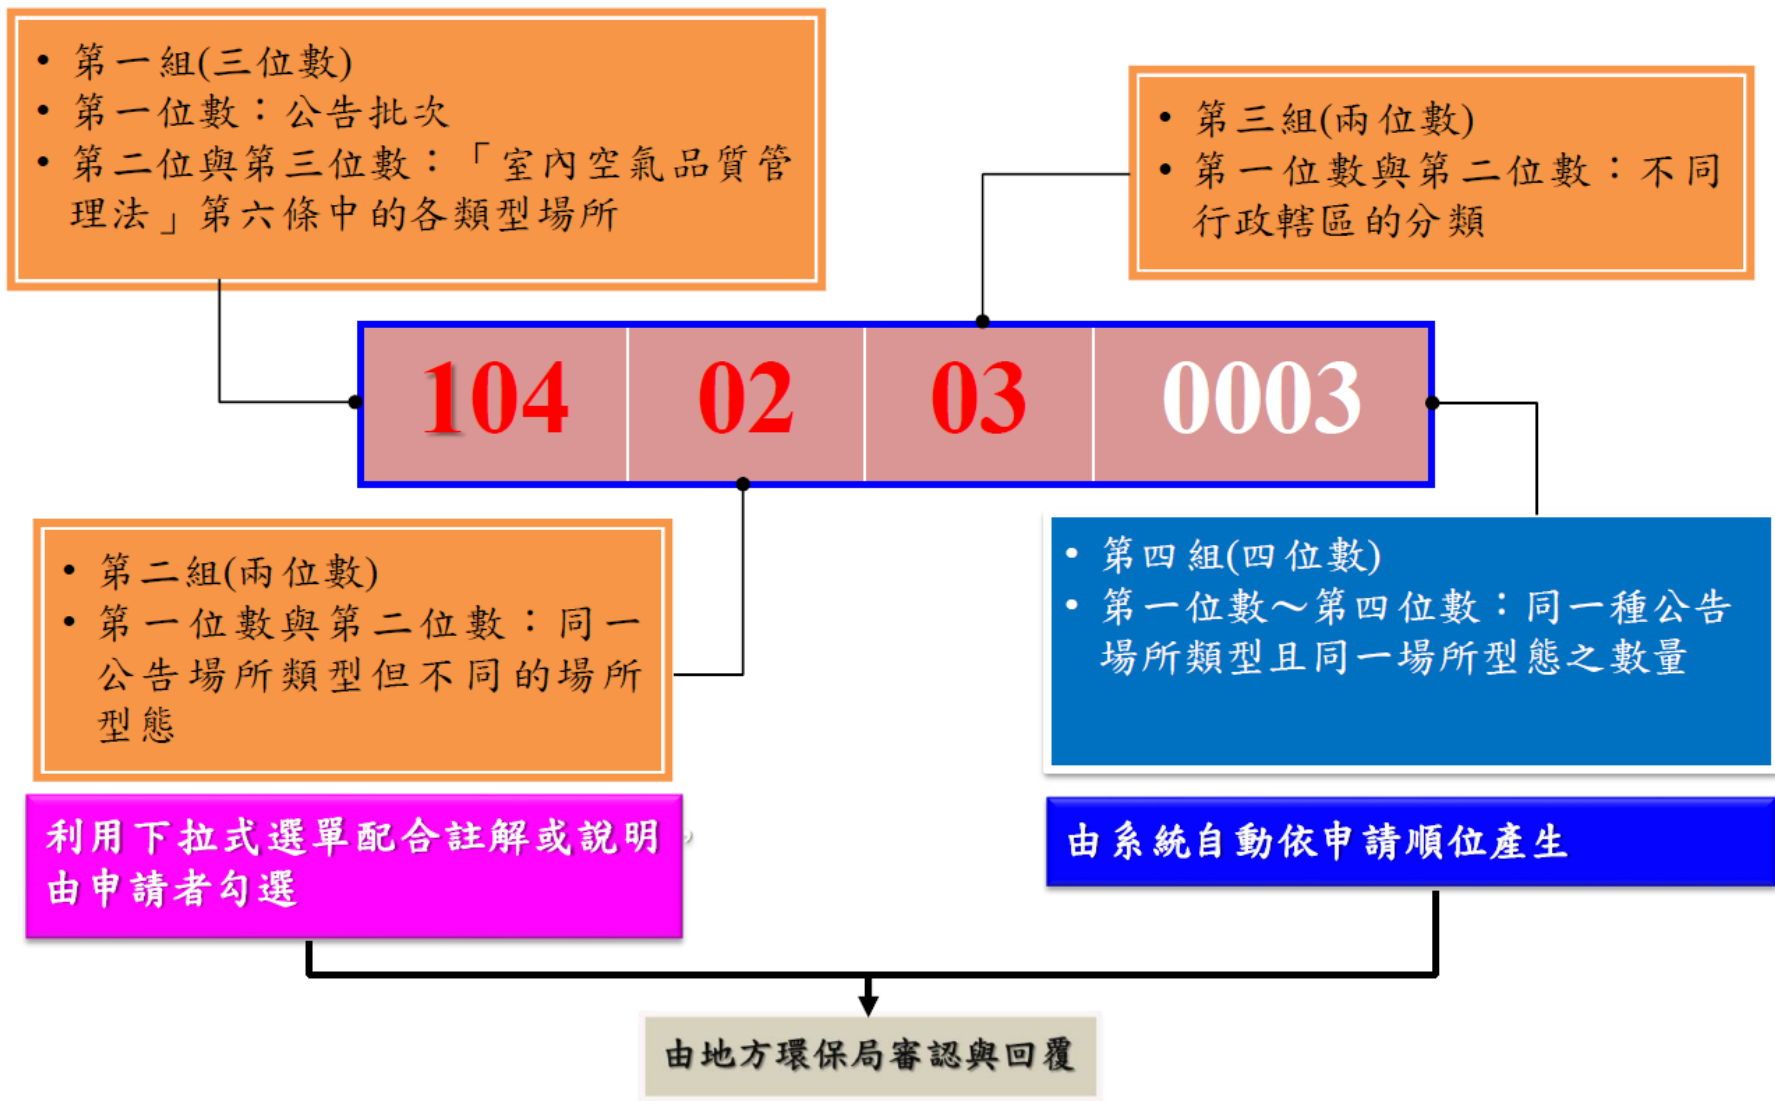 • 第一組(三位數)
• 第一位數：公告批次
• 第二位與第三位數：「室內空氣品質管
理法」第六條中的各類型場所
• 第三組(兩位數)
• 第一位數與第二位數：不同
行政轄區的分類
104 02 03 0003
• 第二組(兩位數)
• 第一位數與第二位數：同一
公告場所類型但不同的場所
型態
• 第四組(四位數)
• 第一位數～第四位數：同一種公告
場所類型且同一場所型態之數量
利用下拉式選單配合註解或說明，
由申請者勾選
由系統自動依申請順位產生
由地方環保局審認與回覆